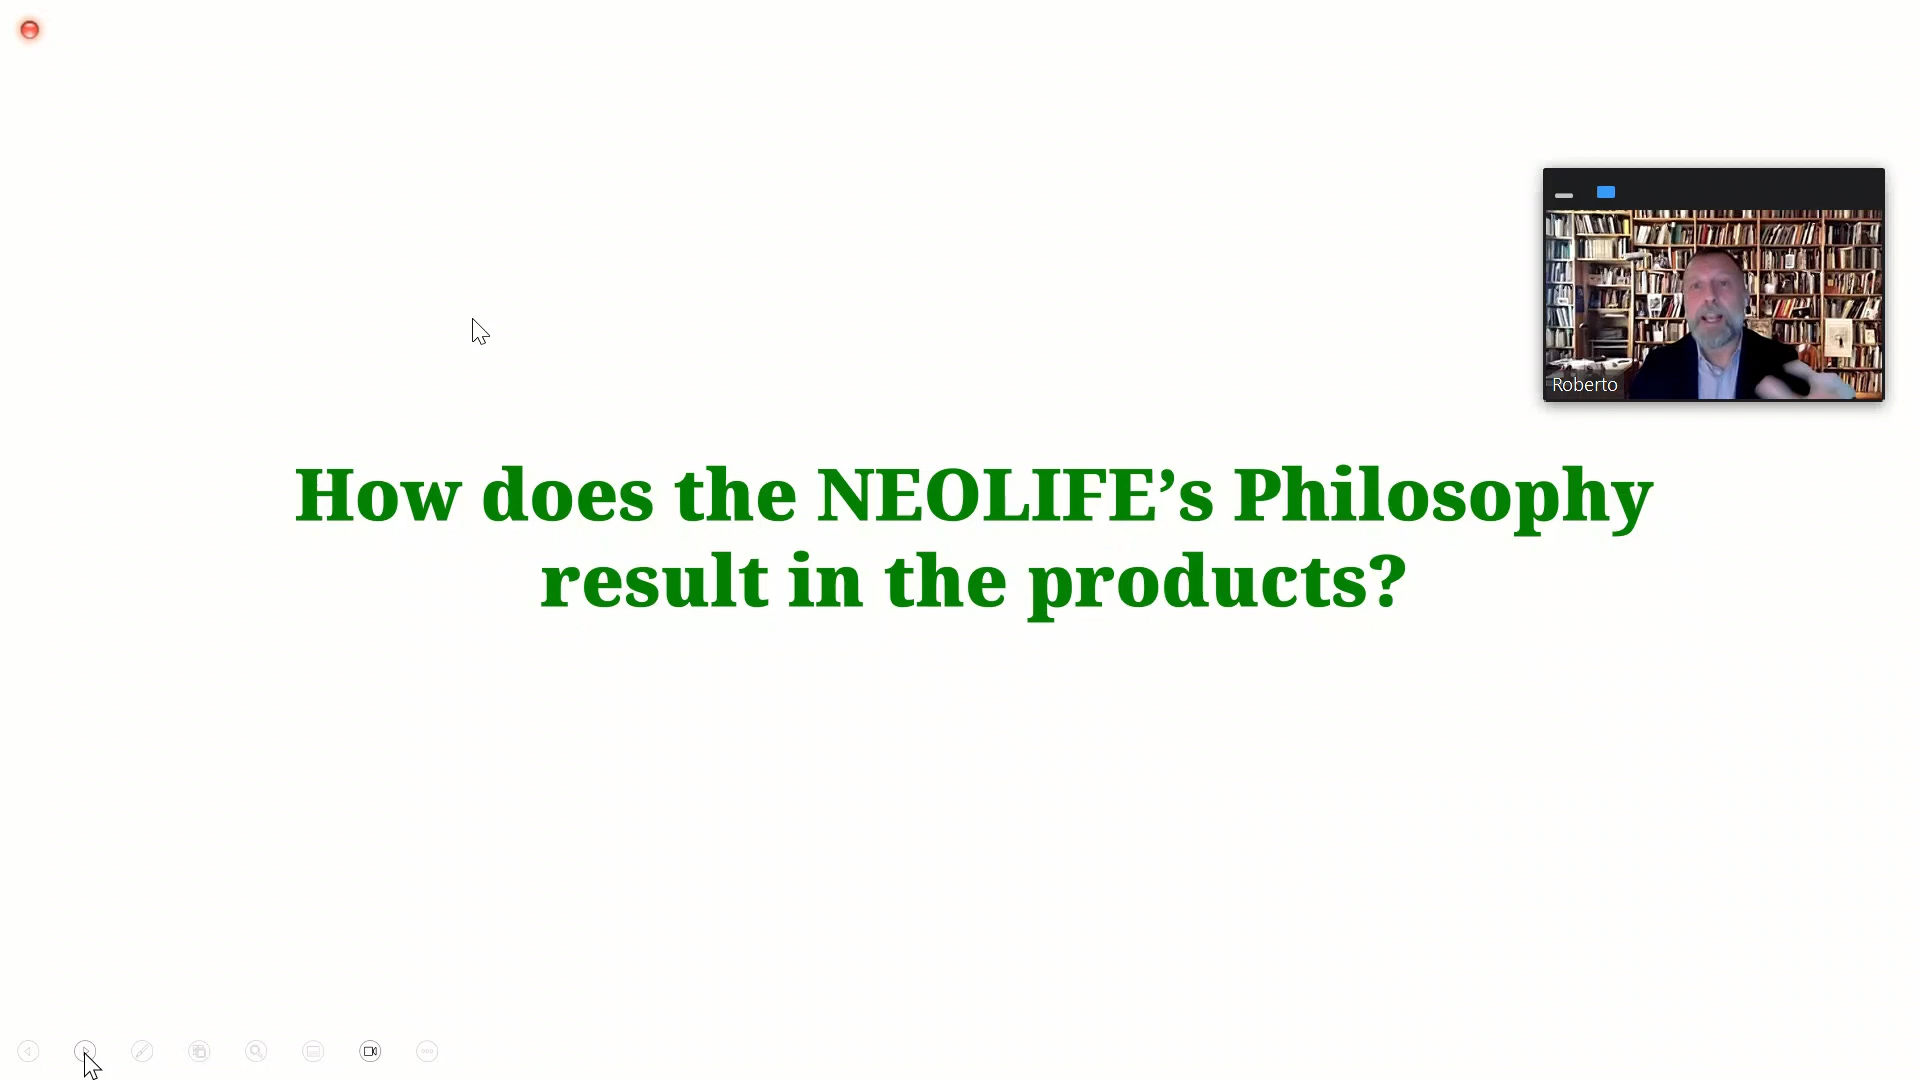 Roberto
How does the NEOLIFE’s Philosophy
result in the products?